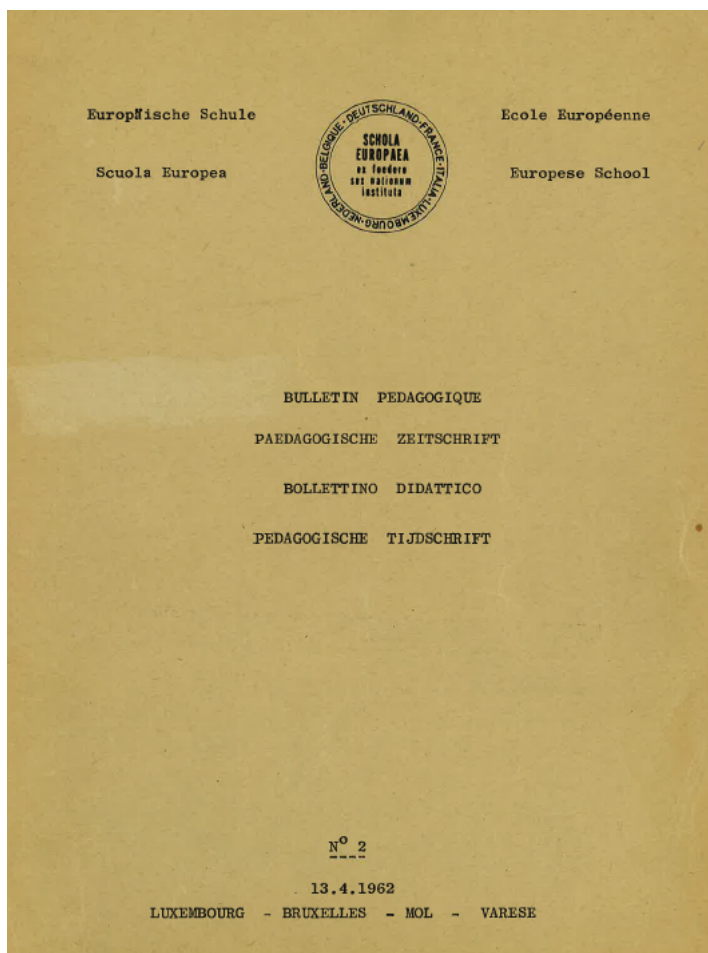 Europäische Schule
Ecole Européenne
BELGIQUE·DEUTSCHLAND·FRANCE·ITALIA·LUXEMBOURG·NEDERLAND
SCHOLA
EUROPAEA
ex foedere
sex nationum
instituta
Scuola Europea
Europese School
BULLETIN PEDAGOGIQUE
PAEDAGOGISCHE ZEITSCHRIFT
BOLLETTINO DIDATTICO
PEDAGOGISCHE TIJDSCHRIFT
Nº 2
13.4.1962
LUXEMBOURG - BRUXELLES - MOL - VARESE